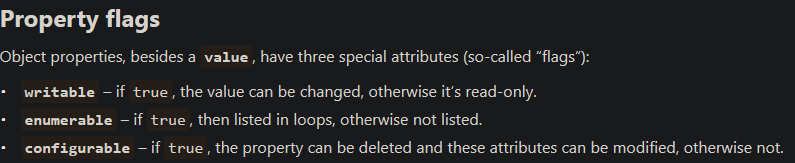 Property flags
Object properties, besides a value, have three special attributes (so-called “flags”):
• writable – if true, the value can be changed, otherwise it’s read-only.
• enumerable – if true, then listed in loops, otherwise not listed.
• configurable – if true, the property can be deleted and these attributes can be modified, otherwise not.